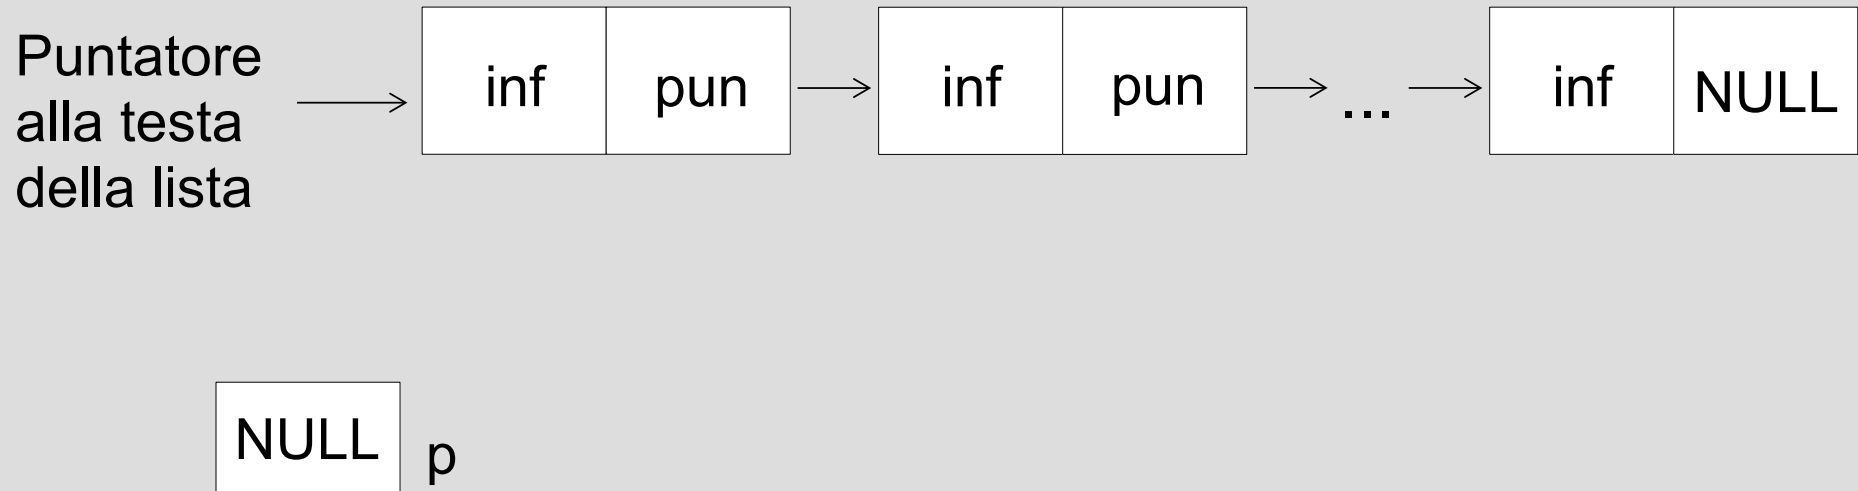 Puntatore
alla testa
della lista
inf pun inf pun ... inf NULL
NULL p